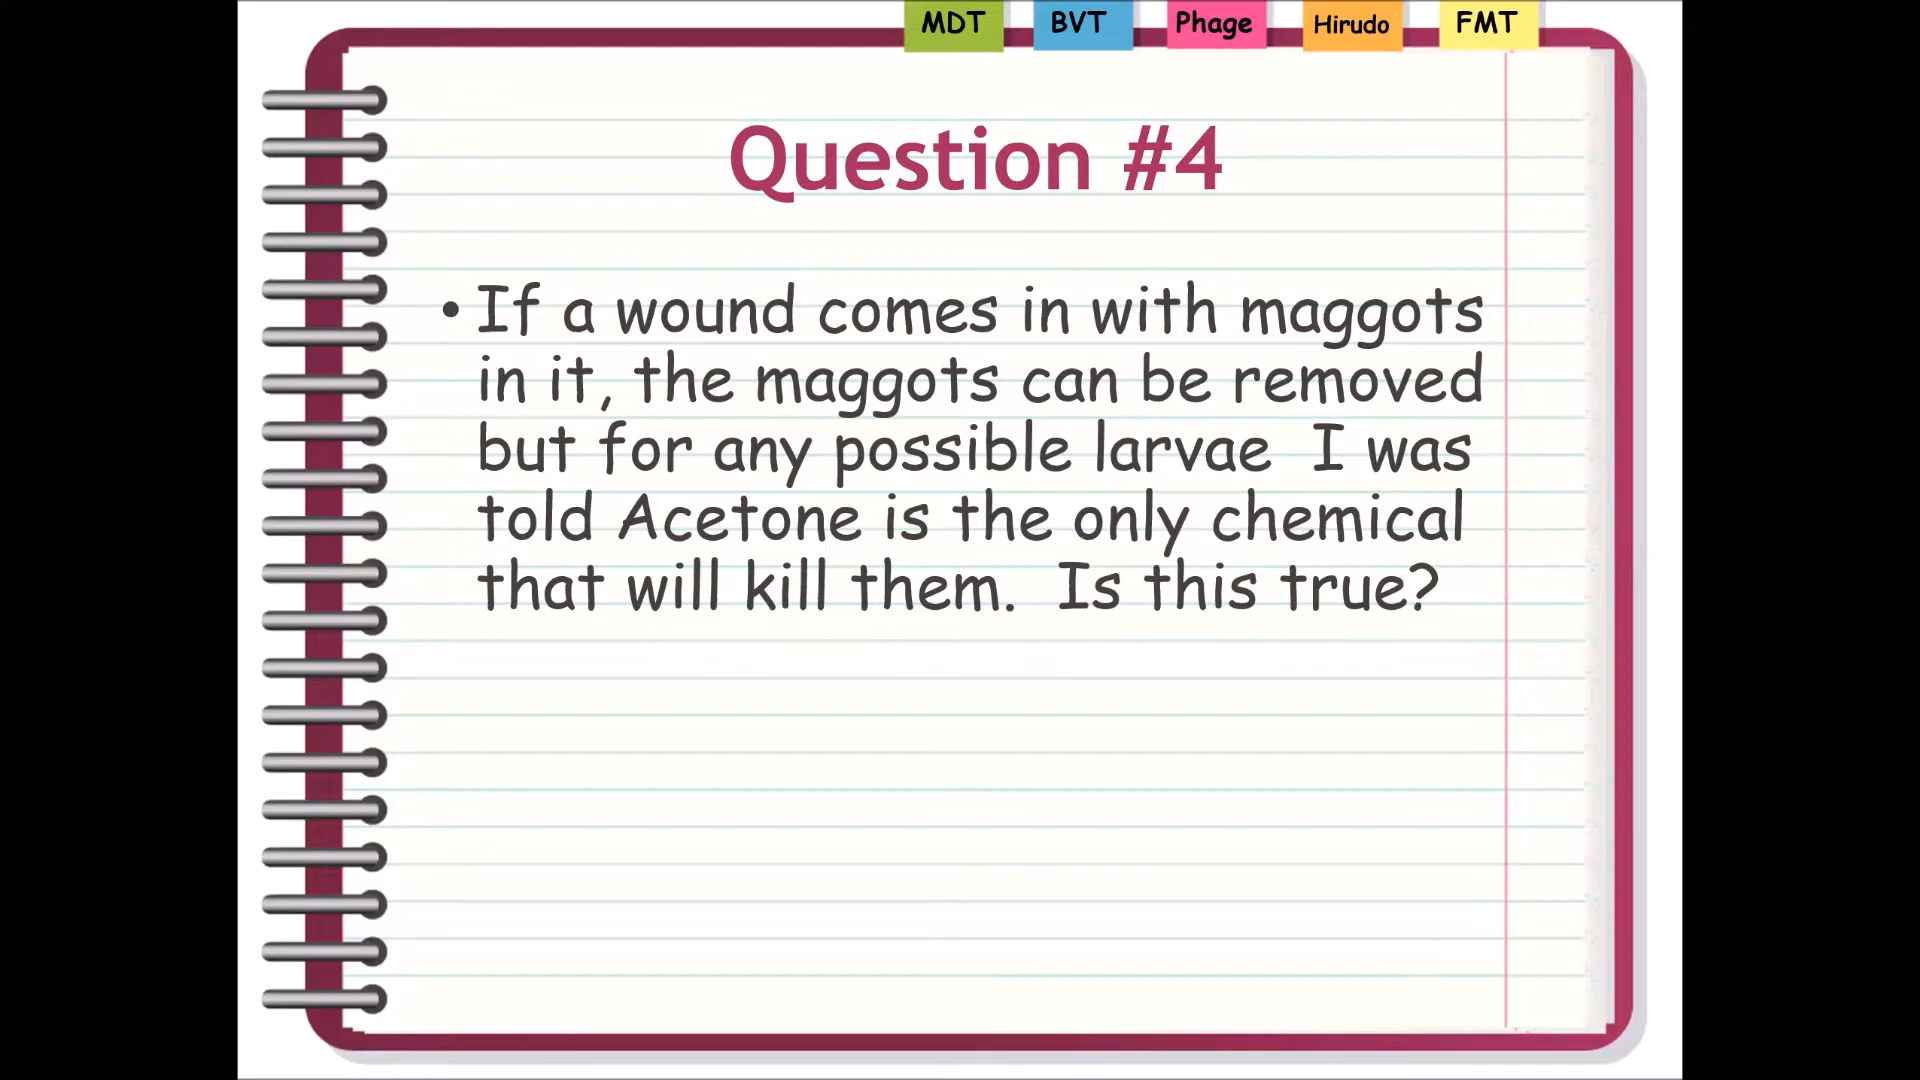 MDT BVT Phage Hirudo FMT
Question #4
• If a wound comes in with maggots
in it, the maggots can be removed
but for any possible larvae  I was
told Acetone is the only chemical
that will kill them.  Is this true?